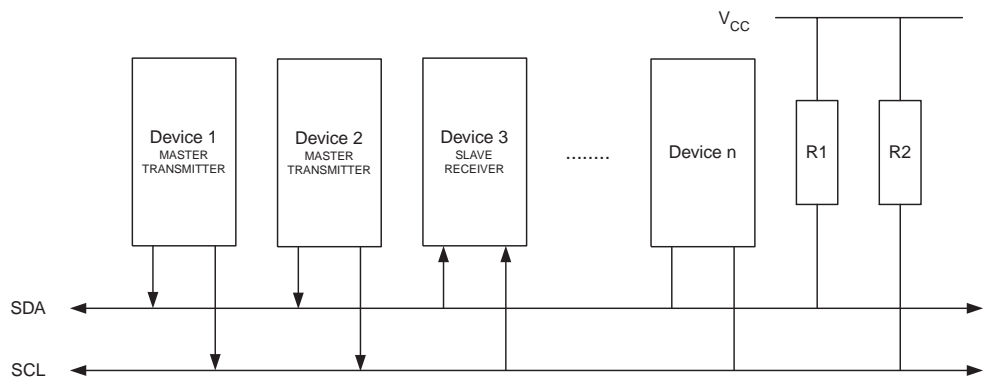 VCC
Device 1
MASTER
TRANSMITTER
Device 2
MASTER
TRANSMITTER
Device 3
SLAVE
RECEIVER
........
Device n
R1
R2
SDA
SCL